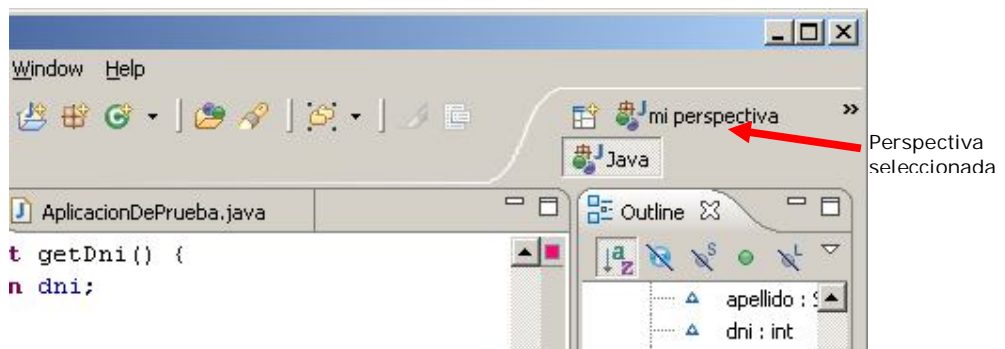 Window Help
mi perspectiva »
Perspectiva
seleccionada
Java
AplicacionDePrueba.java
Outline
t getDni() {
n dni;
apellido : S
dni : int